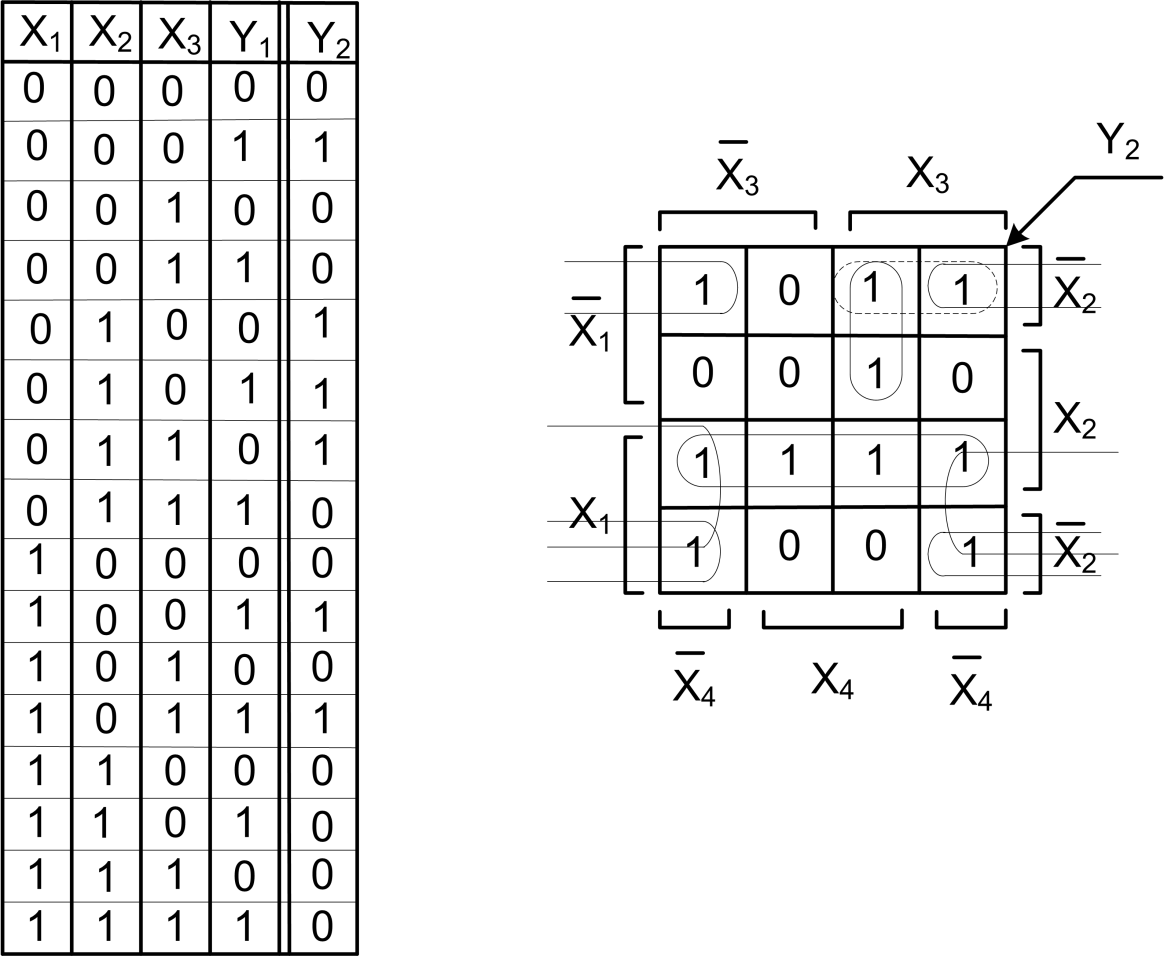 X1 X2 X3 Y1 Y2
0 0 0 0 0
0 0 0 1 1
0 0 1 0 0
0 0 1 1 0
0 1 0 0 1
0 1 0 1 1
0 1 1 0 1
0 1 1 1 0
1 0 0 0 0
1 0 0 1 1
1 0 1 0 0
1 0 1 1 1
1 1 0 0 0
1 1 0 1 0
1 1 1 0 0
1 1 1 1 0
Y2
X̅3 X3
1 0 1 1 X̅2
X̅1
0 0 1 0
X2
1 1 1 1
X1
1 0 0 1 X̅2
X̅4 X4 X̅4